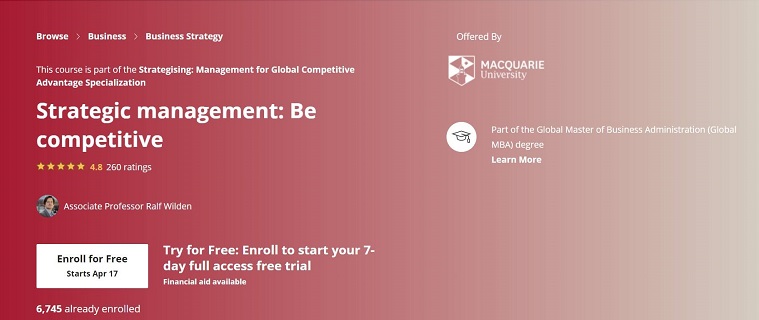 Browse > Business > Business Strategy
This course is part of the Strategising: Management for Global Competitive
Advantage Specialization
Strategic management: Be
competitive
4.8 260 ratings
Associate Professor Ralf Wilden
Enroll for Free
Starts Apr 17
Try for Free: Enroll to start your 7-
day full access free trial
Financial aid available
6,745 already enrolled
Offered By
MACQUARIE
University
Part of the Global Master of Business Administration (Global
MBA) degree
Learn More